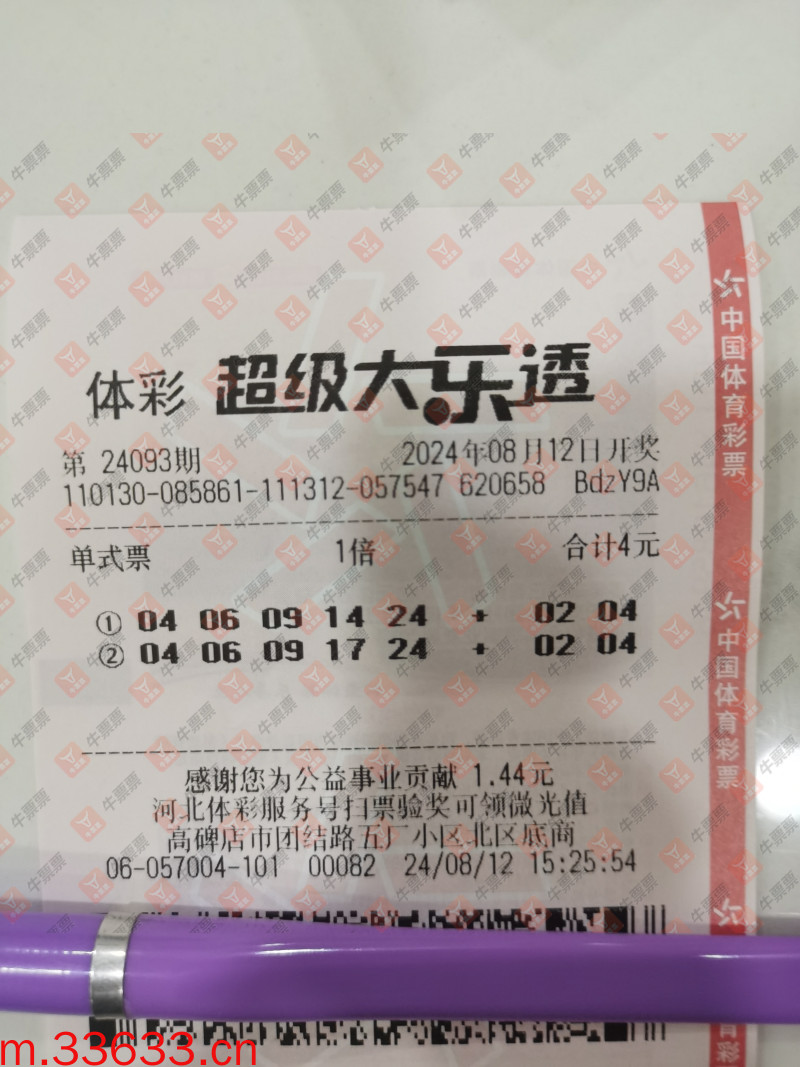 体彩 超级大乐透
第 24093期 2024年08月12日开奖
110130-085861-111312-057547 620658 BdzY9A
单式票 1倍 合计4元
① 04 06 09 14 24 + 02 04
② 04 06 09 17 24 + 02 04
感谢您为公益事业贡献 1.44元
河北体彩服务号扫票验奖可领微光值
高碑店市团结路五厂小区北区底商
06-057004-101 00082 24/08/12 15:25:54
中国体育彩票
中国体育彩票
牛票票
m.33633.cn